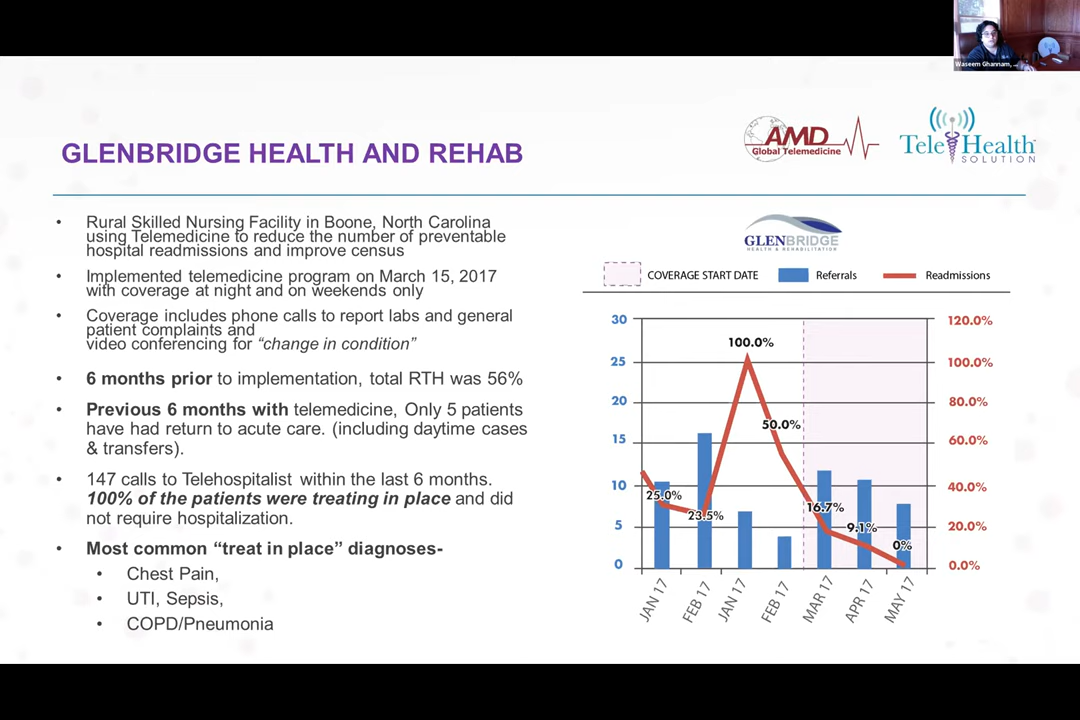 Waseem Ghannam, ...
AMD
Global Telemedicine
TeleHealth
SOLUTION
GLENBRIDGE HEALTH AND REHAB
• Rural Skilled Nursing Facility in Boone, North Carolina
using Telemedicine to reduce the number of preventable
hospital readmissions and improve census
• Implemented telemedicine program on March 15, 2017
with coverage at night and on weekends only
• Coverage includes phone calls to report labs and general
patient complaints and
video conferencing for “change in condition”
• 6 months prior to implementation, total RTH was 56%
• Previous 6 months with telemedicine, Only 5 patients
have had return to acute care. (including daytime cases
& transfers).
• 147 calls to Telehospitalist within the last 6 months.
100% of the patients were treating in place and did
not require hospitalization.
• Most common “treat in place” diagnoses-
• Chest Pain,
• UTI, Sepsis,
• COPD/Pneumonia
GLENBRIDGE
HEALTH & REHABILITATION
COVERAGE START DATE Referrals Readmissions
30 120.0%
100.0%
25 100.0%
20 80.0%
50.0%
15 60.0%
10 40.0%
25.0%
16.7%
23.5%
5 20.0%
9.1%
0%
0 0.0%
JAN 17 FEB 17 JAN 17 FEB 17 MAR 17 APR 17 MAY 17